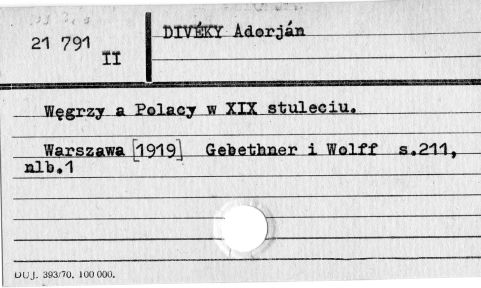 21 791
II
DIVÉKY Adorján
Węgrzy a Polacy w XIX stuleciu.
Warszawa [1919] Gebethner i Wolff s.211,
nlb.1
DUJ. 393/70. 100 000.